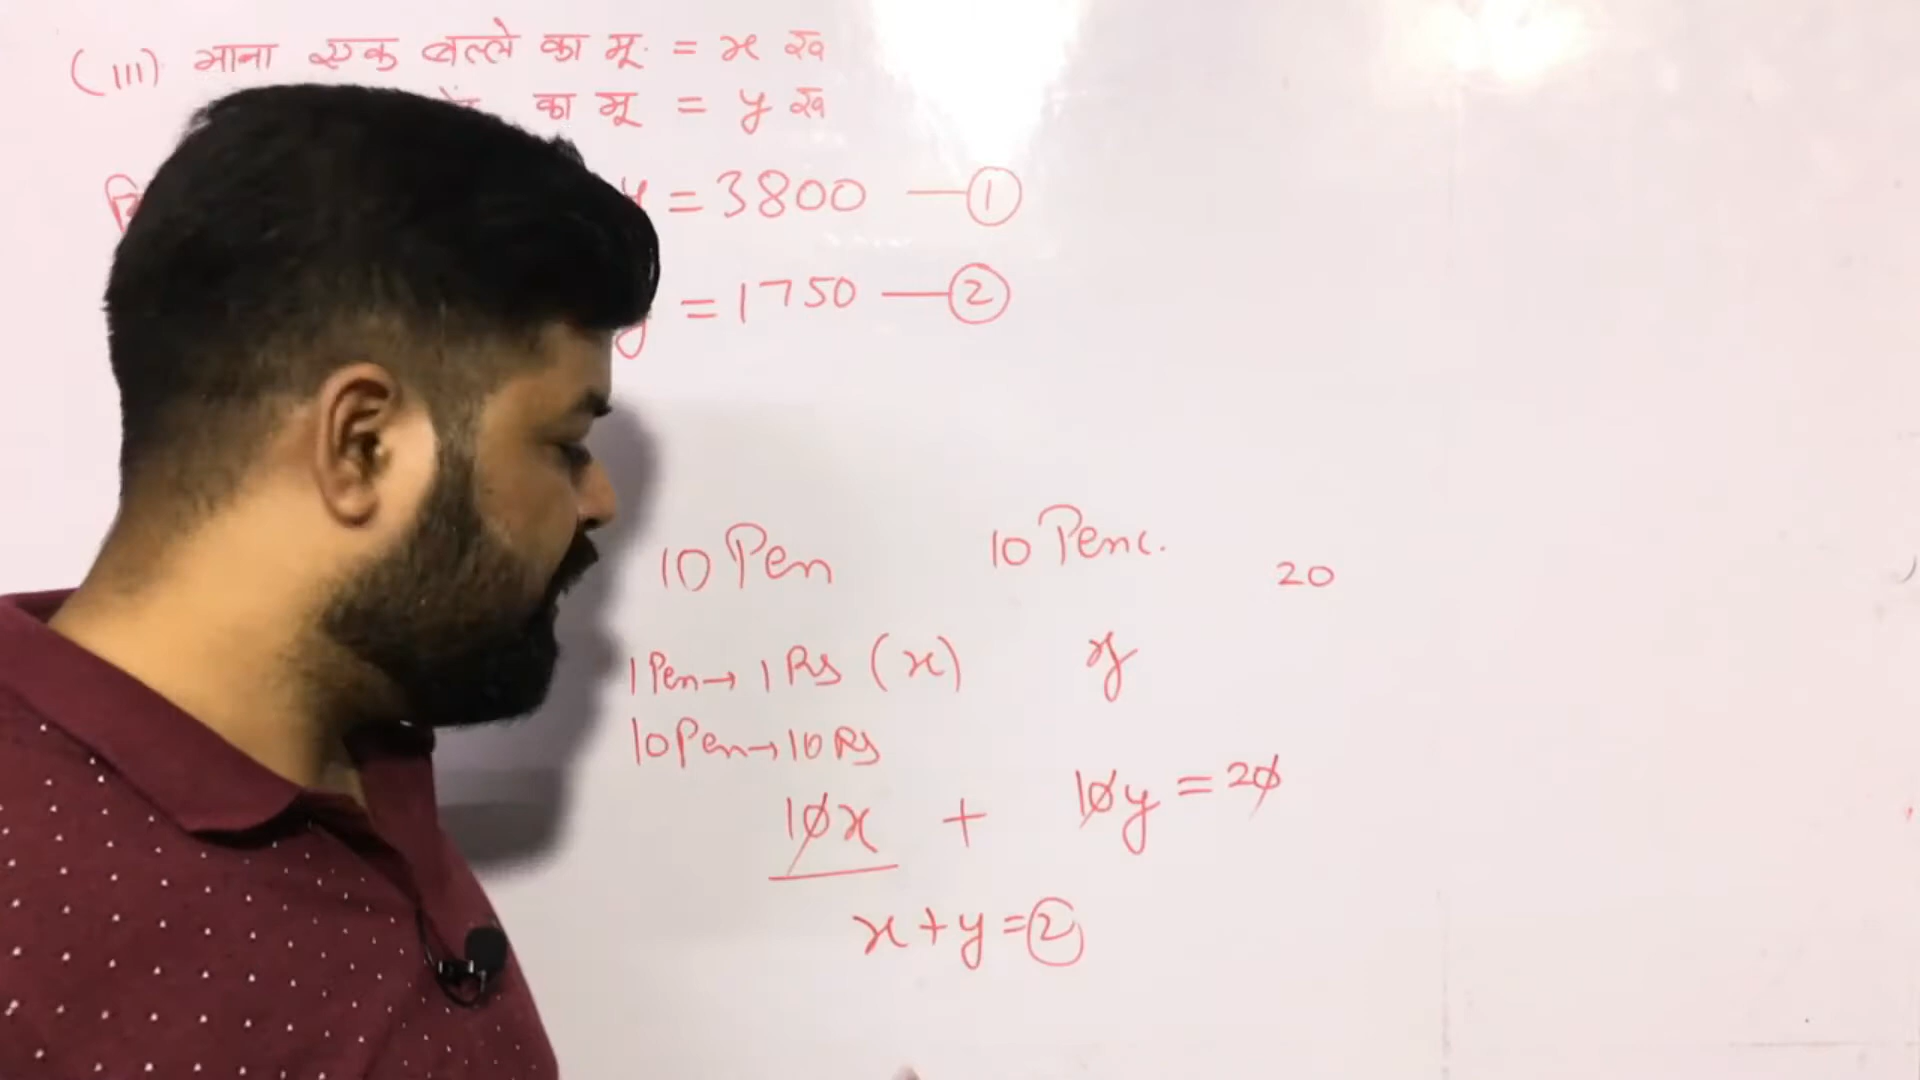 (111) माना एक बल्ले का मू. = x रु
का मू = y रु
y = 3800 — 1
y = 1750 — 2
10 Pen 10 Penc. 20
1 Pen → 1 Rs (x) y
10 Pen → 10 Rs
10x + 10y = 20
x + y = 2